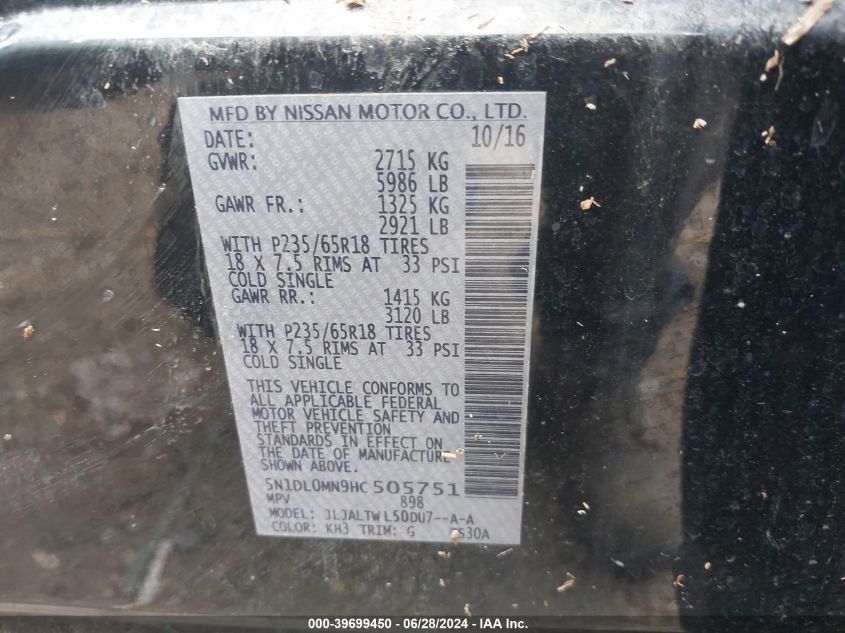 MFD BY NISSAN MOTOR CO., LTD.
DATE: 10/16
GVWR: 2715 KG
5986 LB
GAWR FR.: 1325 KG
2921 LB
WITH P235/65R18 TIRES
18 X 7.5 RIMS AT 33 PSI
COLD SINGLE
GAWR RR.: 1415 KG
3120 LB
WITH P235/65R18 TIRES
18 X 7.5 RIMS AT 33 PSI
COLD SINGLE
THIS VEHICLE CONFORMS TO
ALL APPLICABLE FEDERAL
MOTOR VEHICLE SAFETY AND
THEFT PREVENTION
STANDARDS IN EFFECT ON
THE DATE OF MANUFACTURE
SHOWN ABOVE.
5N1DL0MN9HC 505751
MPV 898
MODEL: JLJALTWL50DU7--A-A
COLOR: KH3 TRIM: G
000-39699450 - 06/28/2024 - IAA Inc.